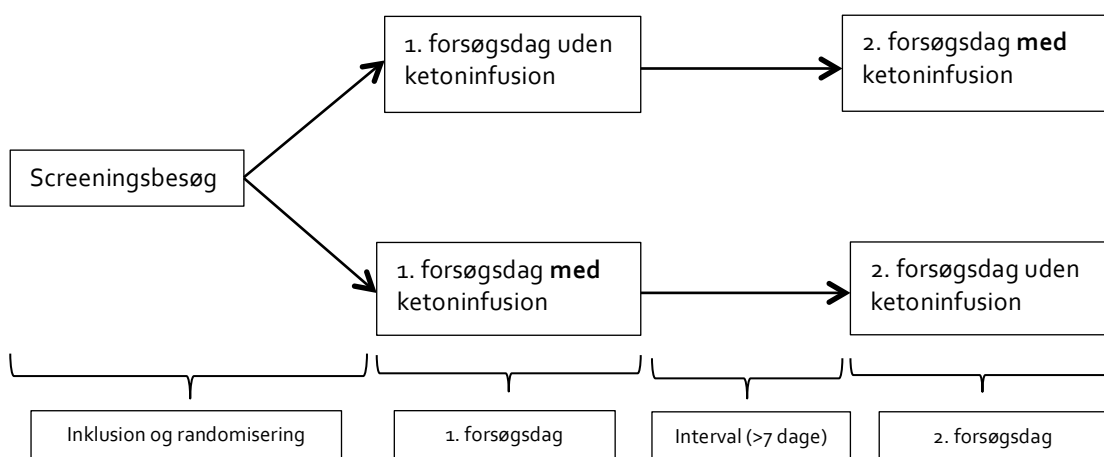 1. forsøgsdag uden
ketoninfusion
2. forsøgsdag med
ketoninfusion
Screeningsbesøg
1. forsøgsdag med
ketoninfusion
2. forsøgsdag uden
ketoninfusion
Inklusion og randomisering
1. forsøgsdag
Interval (>7 dage)
2. forsøgsdag